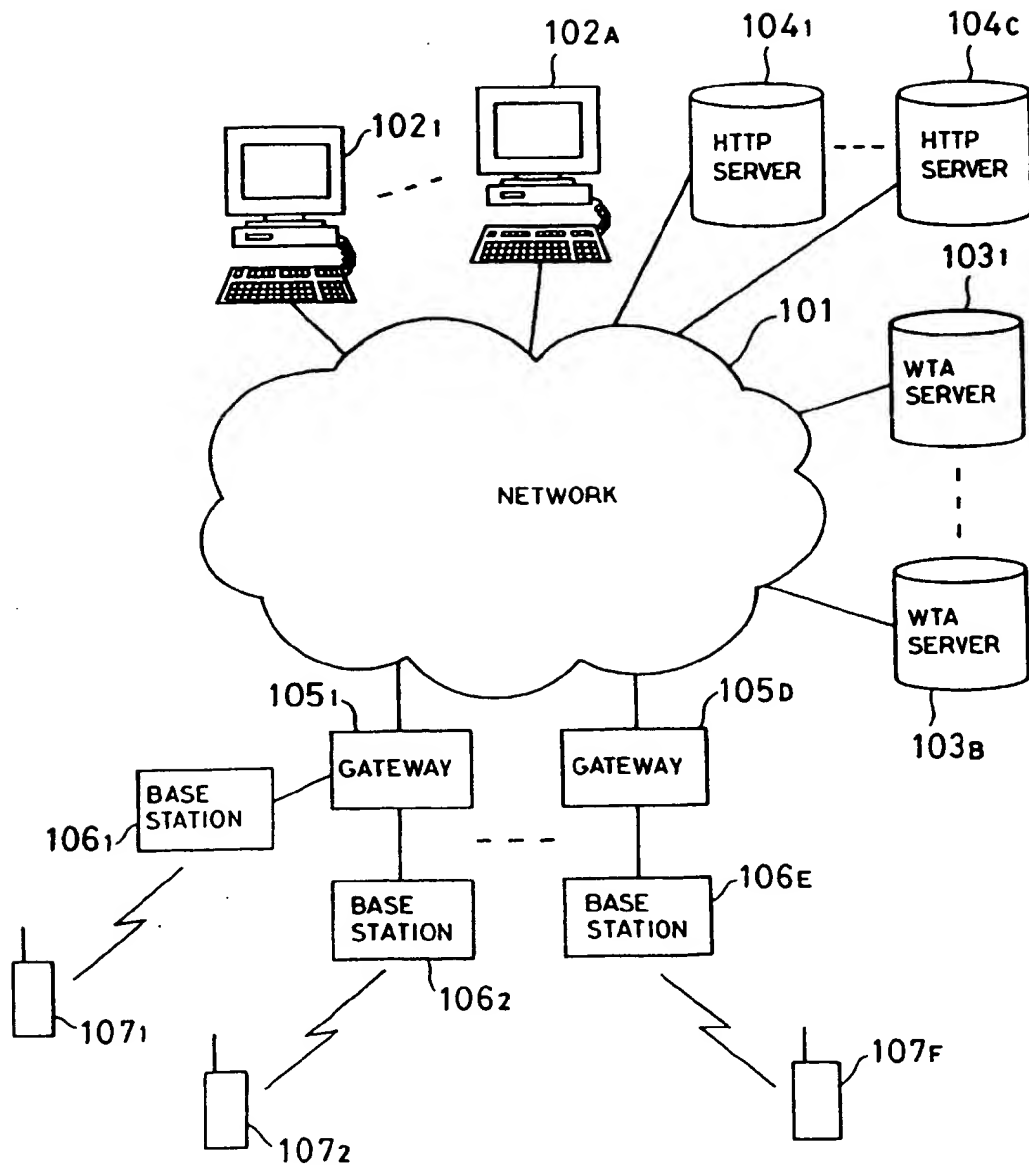 102A
1041
104C
1021
HTTP
SERVER
HTTP
SERVER
1031
101
WTA
SERVER
NETWORK
WTA
SERVER
1051
105D
103B
GATEWAY
GATEWAY
BASE
STATION
1061
106E
BASE
STATION
BASE
STATION
1062
1071
107F
1072